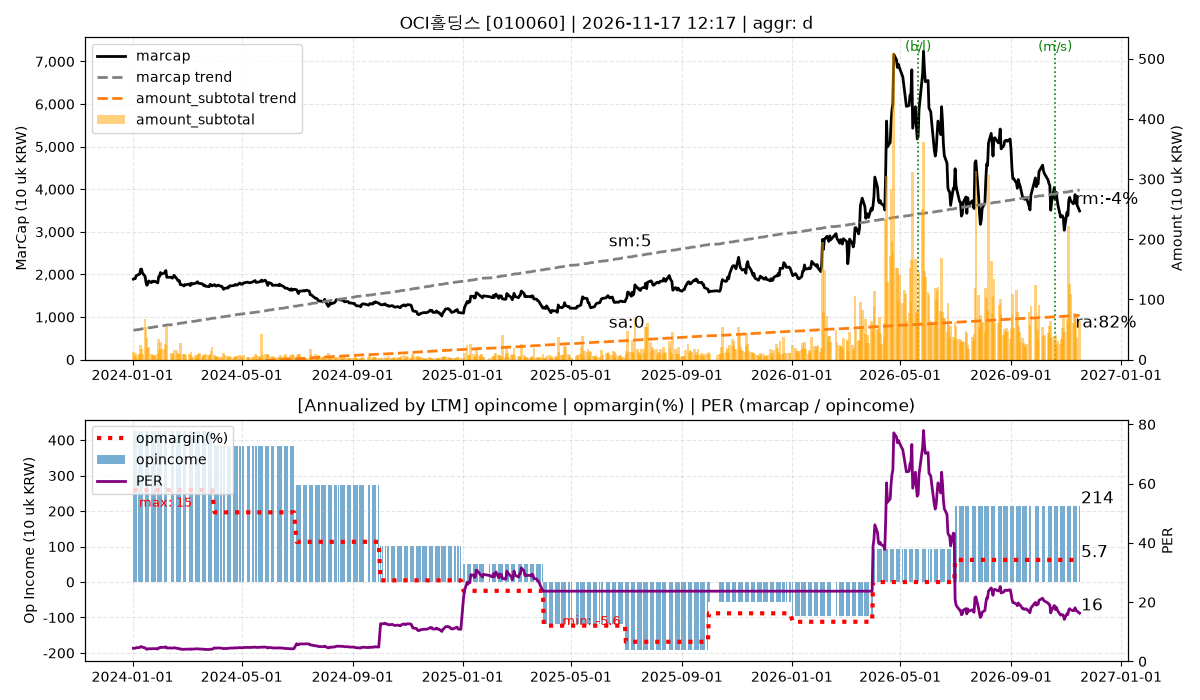 OCI홀딩스 [010060] | 2026-11-17 12:17 | aggr: d
marcap
marcap trend
amount_subtotal trend
amount_subtotal
(b/l)
(m/s)
rm:-4%
sm:5
sa:0
ra:82%
MarCap (10 uk KRW)
7,000
6,000
5,000
4,000
3,000
2,000
1,000
0
Amount (10 uk KRW)
500
400
300
200
100
0
2024-01-01 2024-05-01 2024-09-01 2025-01-01 2025-05-01 2025-09-01 2026-01-01 2026-05-01 2026-09-01 2027-01-01
[Annualized by LTM] opincome | opmargin(%) | PER (marcap / opincome)
opmargin(%)
opincome
PER
max: 15
min: -5.6
214
5.7
16
Op Income (10 uk KRW)
400
300
200
100
0
-100
-200
PER
80
60
40
20
0
2024-01-01 2024-05-01 2024-09-01 2025-01-01 2025-05-01 2025-09-01 2026-01-01 2026-05-01 2026-09-01 2027-01-01